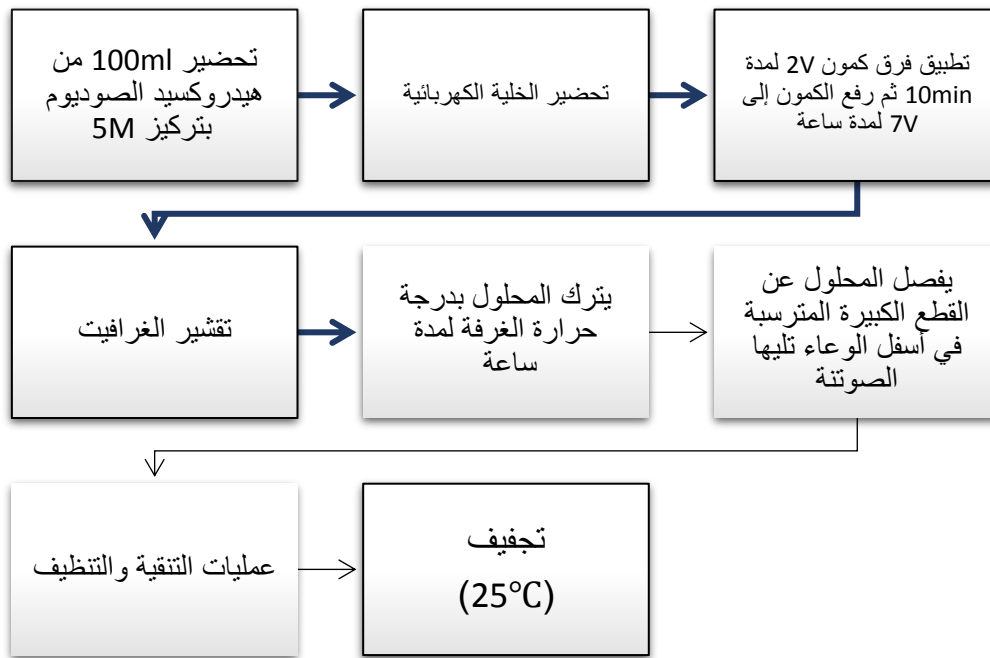 تحضير 100ml من
هيدروكسيد الصوديوم
بتركيز 5M
تحضير الخلية الكهربائية
تطبيق فرق كمون 2V لمدة
10min ثم رفع الكمون إلى
7V لمدة ساعة
تقشير الغرافيت
يترك المحلول بدرجة
حرارة الغرفة لمدة
ساعة
يفصل المحلول عن
القطع الكبيرة المترسبة
في أسفل الوعاء تليها
الصوتنة
عمليات التنقية والتنظيف
تجفيف
(25℃)